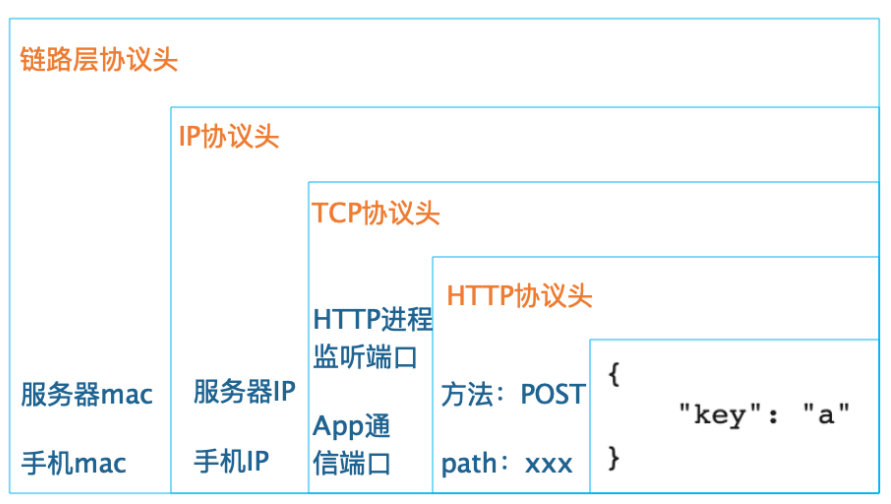 链路层协议头
IP协议头
TCP协议头
HTTP协议头
HTTP进程
监听端口
App通
信端口
服务器mac
手机mac
服务器IP
手机IP
方法：POST
path：xxx
{
"key": "a"
}